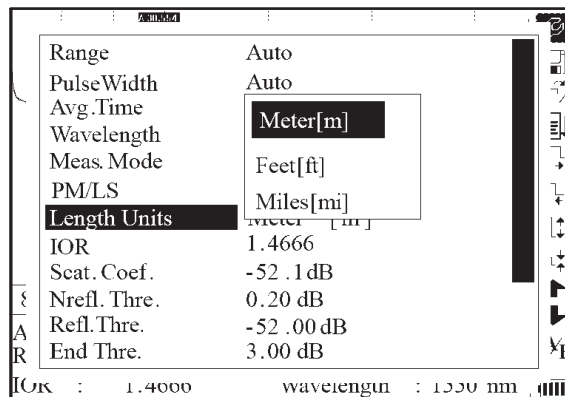 Range Auto
PulseWidth Auto
Avg.Time
Wavelength
Meas. Mode
PM/LS
Length Units Meter [m]
IOR 1.4666
Scat. Coef. -52 .1dB
Nrefl. Thre. 0.20 dB
Refl.Thre. -52 .00dB
End Thre. 3.00 dB
Meter[m]
Feet[ft]
Miles[mi]
A
R
IOR : 1.4666 Wavelength : 1550 nm